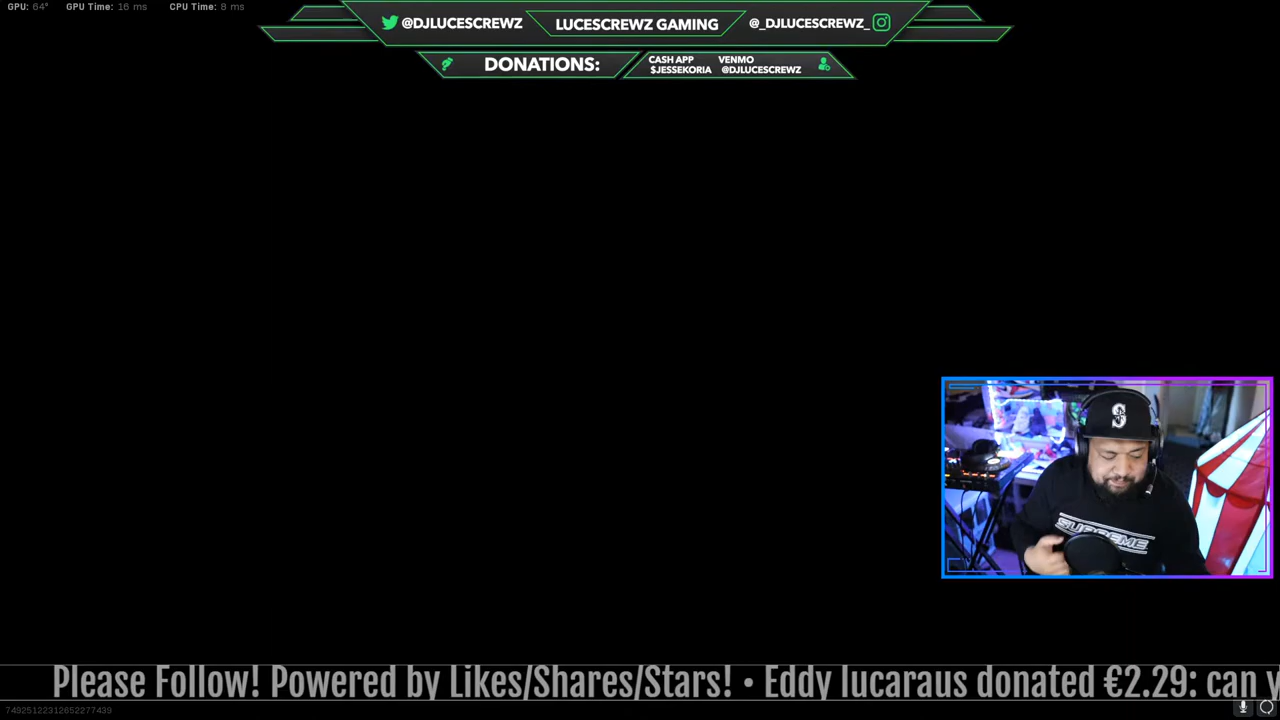 GPU: 64° GPU Time: 16 ms CPU Time: 8 ms
@DJLUCESCREWZ LUCESCREWZ GAMING @_DJLUCESCREWZ_
DONATIONS: CASH APP VENMO
$JESSEKORIA @DJLUCESCREWZ
S
SUPREME
Please Follow! Powered by Likes/Shares/Stars! • Eddy lucaraus donated €2.29: can y
74925122312652277439